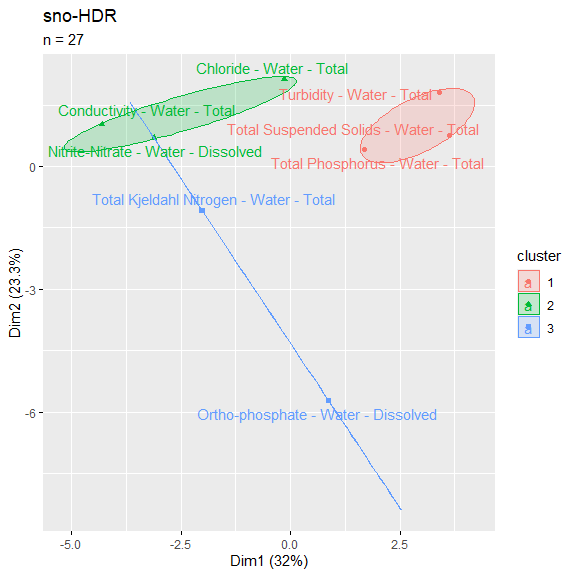 sno-HDR
n = 27
Chloride - Water - Total
Turbidity - Water - Total
Conductivity - Water - Total
Total Suspended Solids - Water - Total
Nitrite-Nitrate - Water - Dissolved
Total Phosphorus - Water - Total
0
Total Kjeldahl Nitrogen - Water - Total
cluster
a 1
a 2
a 3
-3
Dim2 (23.3%)
-6
Ortho-phosphate - Water - Dissolved
-5.0
-2.5
0.0
2.5
Dim1 (32%)